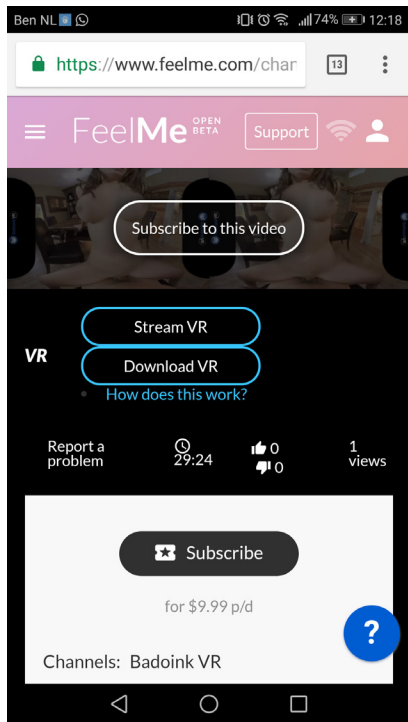 Ben NL 74% 12:18
https://www.feelme.com/chan 13
FeelMe OPEN BETA Support
Subscribe to this video
VR
Stream VR
Download VR
How does this work?
Report a problem
29:24
0
0
1 views
Subscribe
for $9.99 p/d
?
Channels: Badoink VR